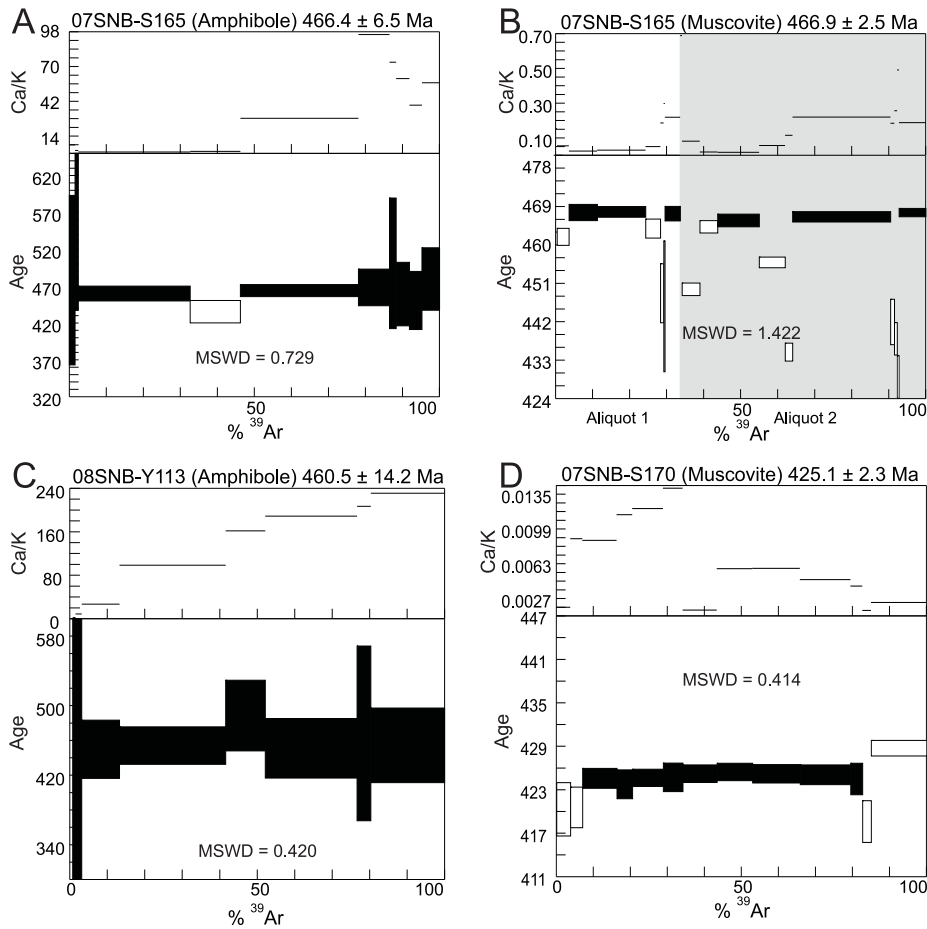 A
07SNB-S165 (Amphibole) 466.4 ± 6.5 Ma
98
70
42
14
Ca/K
620
570
520
470
420
370
320
Age
MSWD = 0.729
50
100
% ³⁹Ar
B
07SNB-S165 (Muscovite) 466.9 ± 2.5 Ma
0.70
0.50
0.30
0.10
Ca/K
478
469
460
451
442
433
424
Age
MSWD = 1.422
50
100
Aliquot 1
Aliquot 2
% ³⁹Ar
C
08SNB-Y113 (Amphibole) 460.5 ± 14.2 Ma
240
160
80
0
Ca/K
580
500
420
340
Age
MSWD = 0.420
0
50
100
% ³⁹Ar
D
07SNB-S170 (Muscovite) 425.1 ± 2.3 Ma
0.0135
0.0099
0.0063
0.0027
Ca/K
447
441
435
429
423
417
411
Age
MSWD = 0.414
0
50
100
% ³⁹Ar